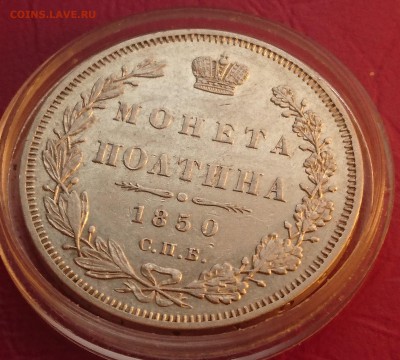 COINS.LAVE.RU
МОНЕТА
ПОЛТИНА
1850
С.П.Б.